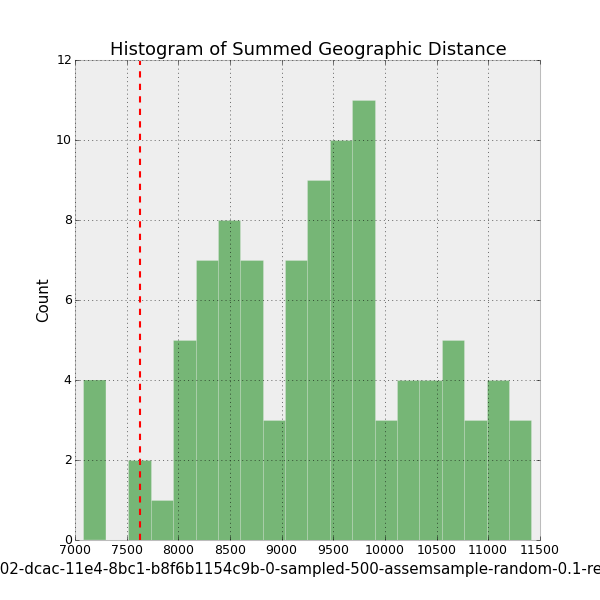 Histogram of Summed Geographic Distance
12
10
8
6
4
2
0
Count
7000 7500 8000 8500 9000 9500 10000 10500 11000 11500
02-dcac-11e4-8bc1-b8f6b1154c9b-0-sampled-500-assemsample-random-0.1-re